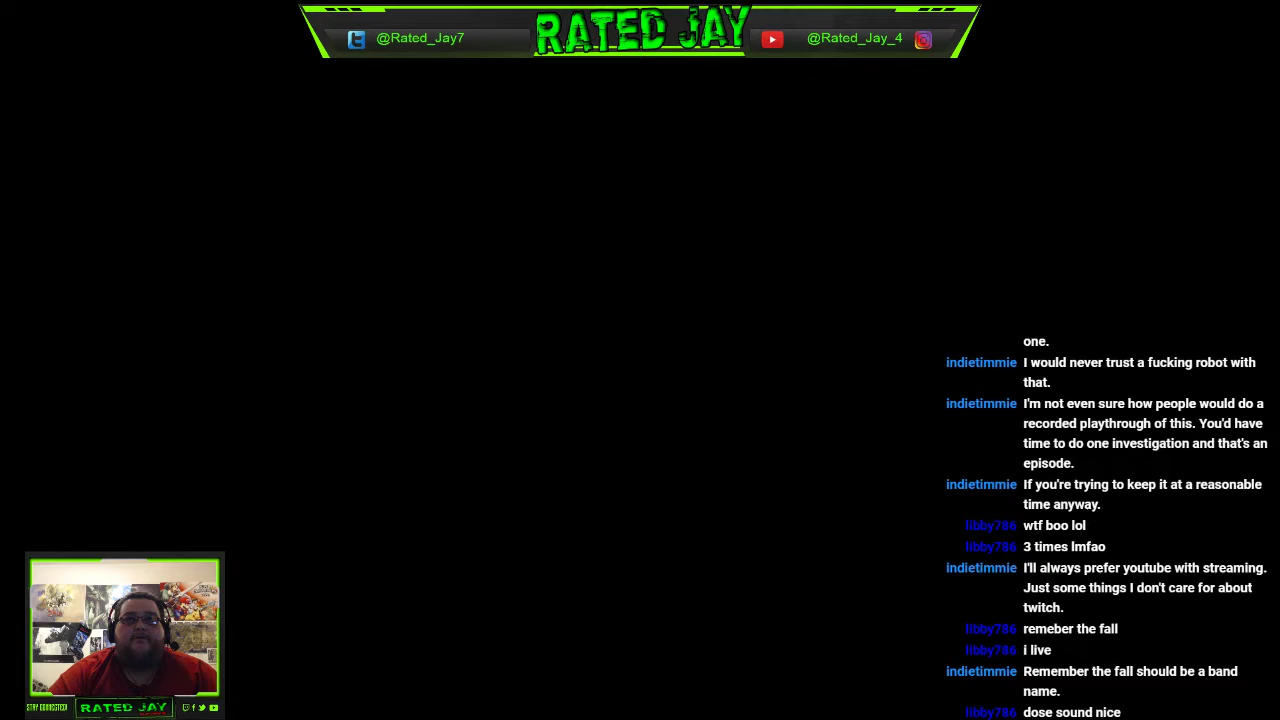 @Rated_Jay7
RATED JAY
@Rated_Jay_4
one.
indietimmie I would never trust a fucking robot with
that.
indietimmie I'm not even sure how people would do a
recorded playthrough of this. You'd have
time to do one investigation and that's an
episode.
indietimmie If you're trying to keep it at a reasonable
time anyway.
libby786 wtf boo lol
libby786 3 times lmfao
indietimmie I'll always prefer youtube with streaming.
Just some things I don't care for about
twitch.
libby786 remeber the fall
libby786 i live
indietimmie Remember the fall should be a band
name.
libby786 dose sound nice
STAY CONNECTED!
RATED JAY